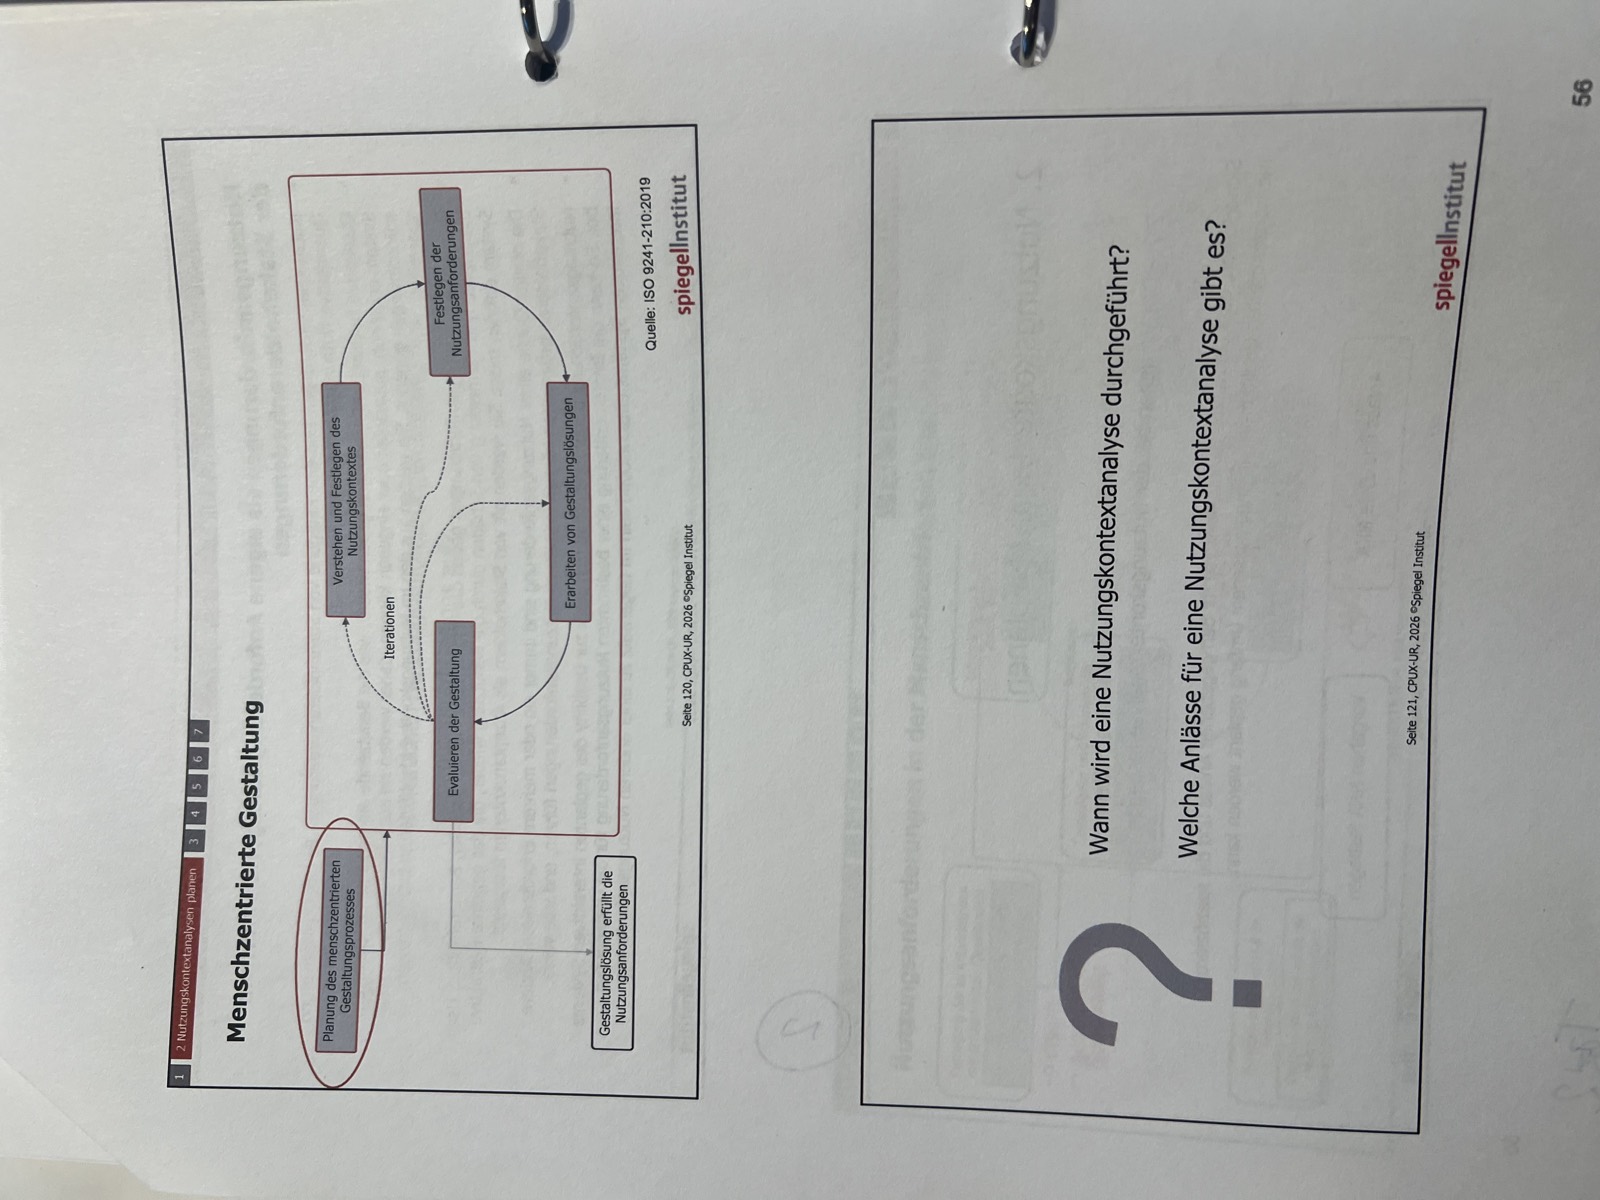 1 2 Nutzungskontextanalysen planen 3 4 5 6 7
Menschzentrierte Gestaltung
Planung des menschzentrierten
Gestaltungsprozesses
Verstehen und Festlegen des
Nutzungskontextes
Iterationen
Festlegen der
Nutzungsanforderungen
Evaluieren der Gestaltung
Erarbeiten von Gestaltungslösungen
Gestaltungslösung erfüllt die
Nutzungsanforderungen
Quelle: ISO 9241-210:2019
Seite 120, CPUX-UR, 2026 ©Spiegel Institut
spiegelInstitut
?
Wann wird eine Nutzungskontextanalyse durchgeführt?
Welche Anlässe für eine Nutzungskontextanalyse gibt es?
Seite 121, CPUX-UR, 2026 ©Spiegel Institut
spiegelInstitut
56